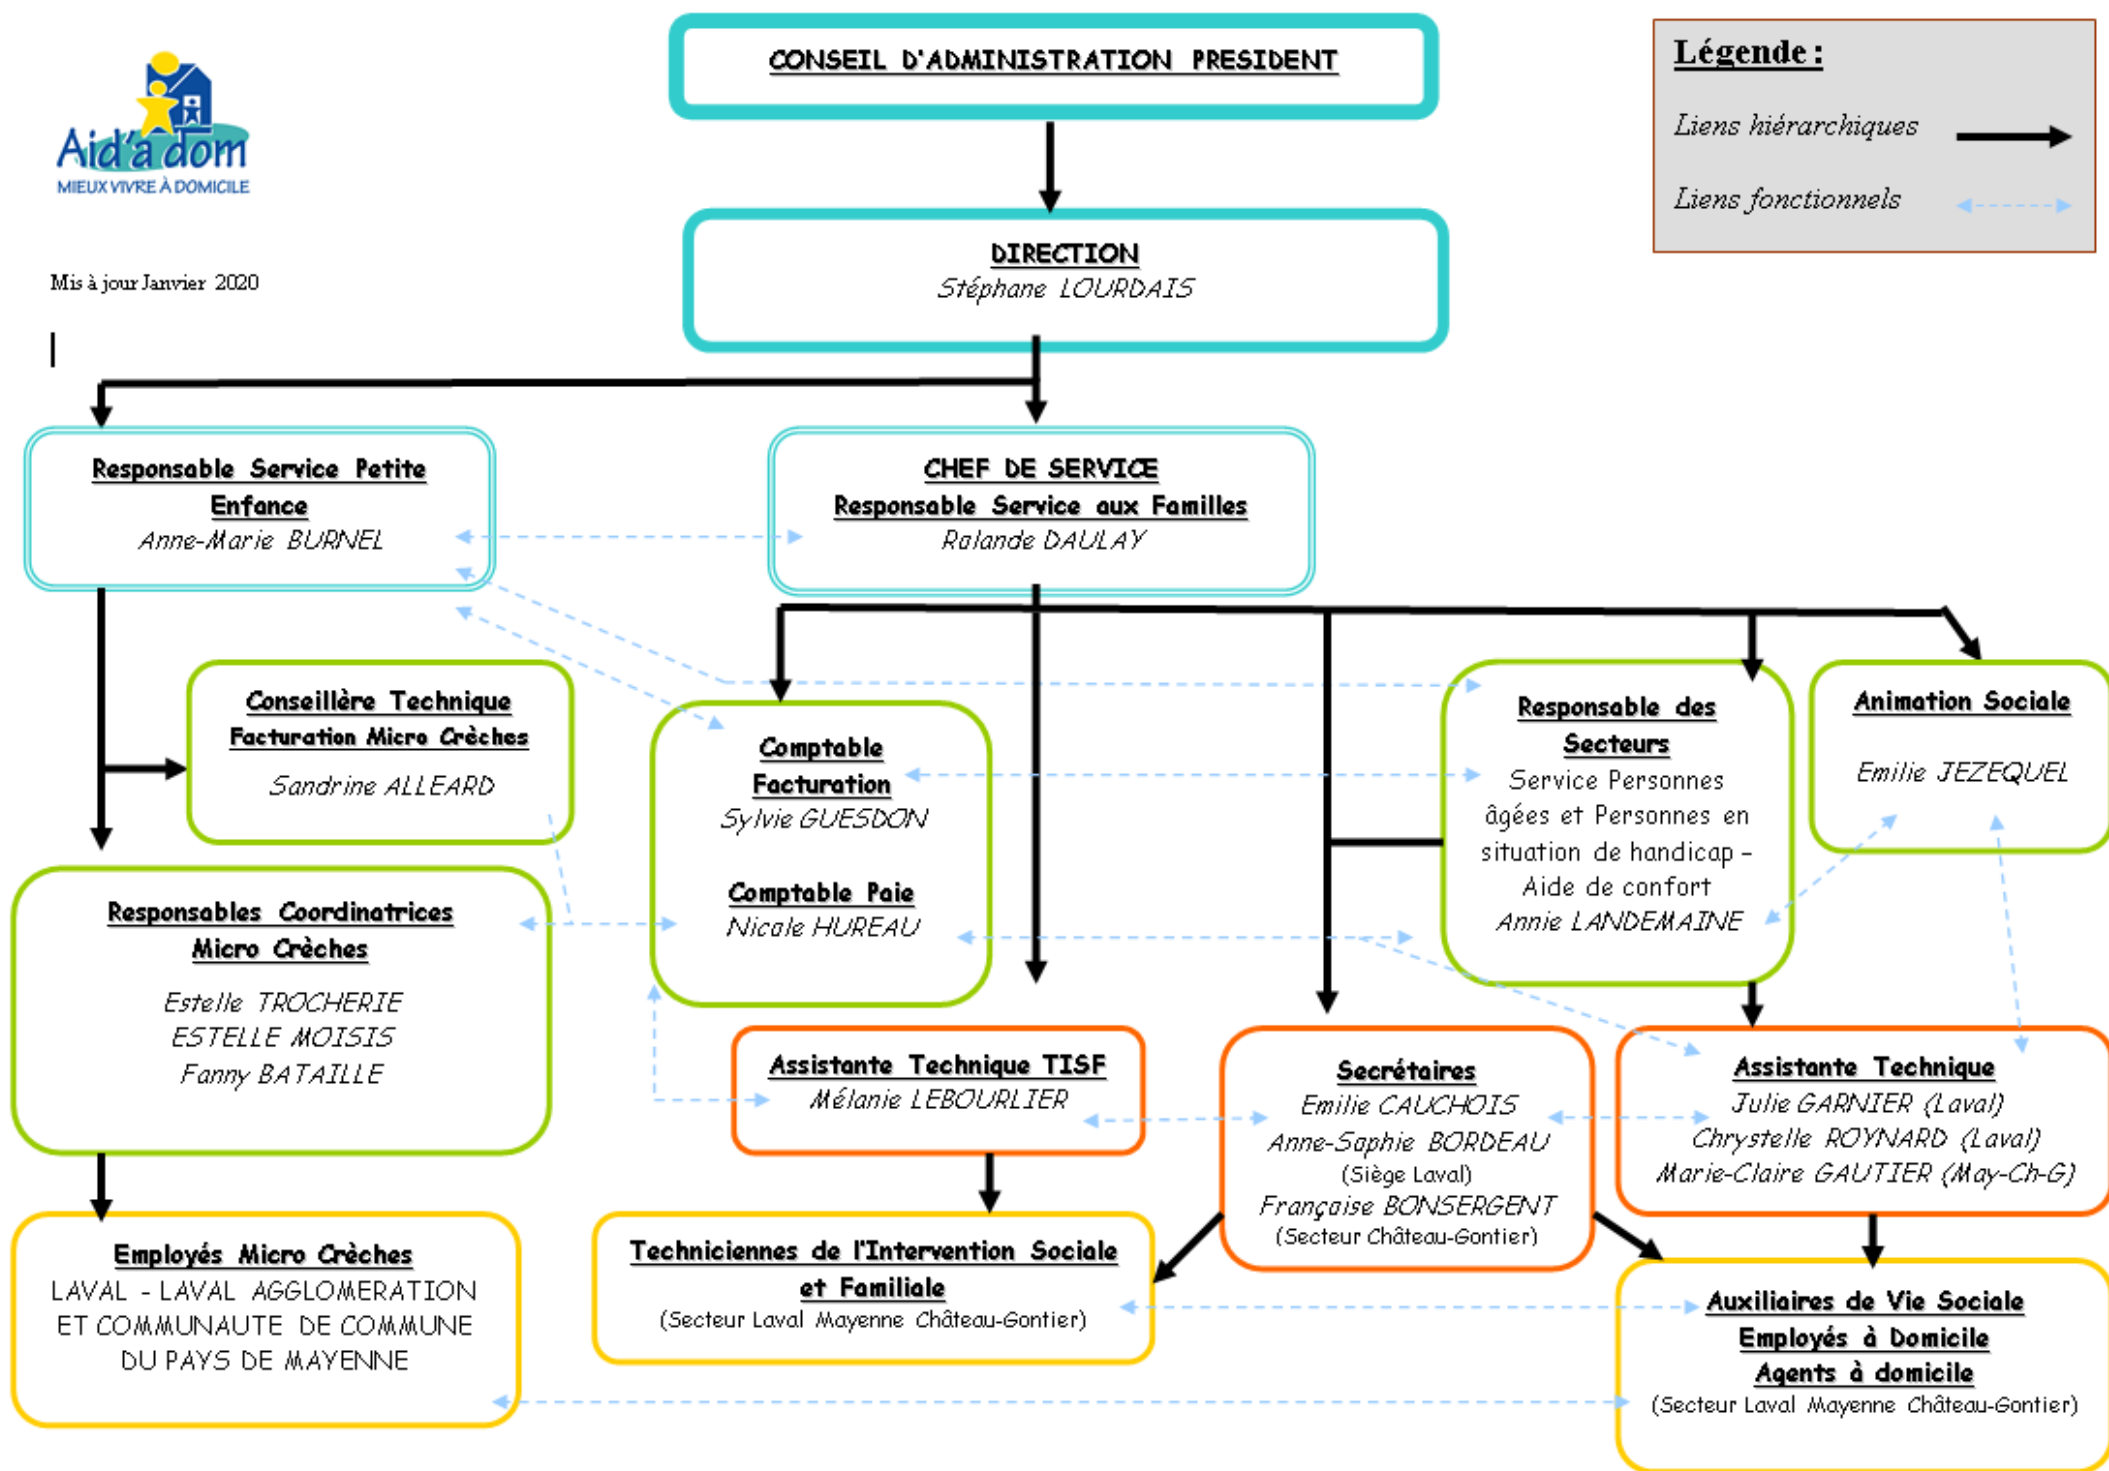 CONSEIL D'ADMINISTRATION PRESIDENT
Légende :
Liens hiérarchiques
Liens fonctionnels
Aid'a dom
MIEUX VIVRE À DOMICILE
Mis à jour Janvier 2020
DIRECTION
Stéphane LOURDAIS
Responsable Service Petite
Enfance
Anne-Marie BURNEL
CHEF DE SERVICE
Responsable Service aux Familles
Rolande DAULAY
Conseillère Technique
Facturation Micro Crèches
Sandrine ALLEARD
Comptable
Facturation
Sylvie GUESDON
Comptable Paie
Nicole HUREAU
Responsable des
Secteurs
Service Personnes
âgées et Personnes en
situation de handicap –
Aide de confort
Annie LANDEMAINE
Animation Sociale
Emilie JEZEQUEL
Responsables Coordinatrices
Micro Crèches
Estelle TROCHERIE
ESTELLE MOISIS
Fanny BATAILLE
Assistante Technique TISF
Mélanie LEBOURLIER
Secrétaires
Emilie CAUCHOIS
Anne-Sophie BORDEAU
(Siège Laval)
Françoise BONSERGENT
(Secteur Château-Gontier)
Assistante Technique
Julie GARNIER (Laval)
Chrystelle ROYNARD (Laval)
Marie-Claire GAUTIER (May-Ch-G)
Employés Micro Crèches
LAVAL - LAVAL AGGLOMERATION
ET COMMUNAUTE DE COMMUNE
DU PAYS DE MAYENNE
Techniciennes de l'Intervention Sociale
et Familiale
(Secteur Laval Mayenne Château-Gontier)
Auxiliaires de Vie Sociale
Employés à Domicile
Agents à domicile
(Secteur Laval Mayenne Château-Gontier)